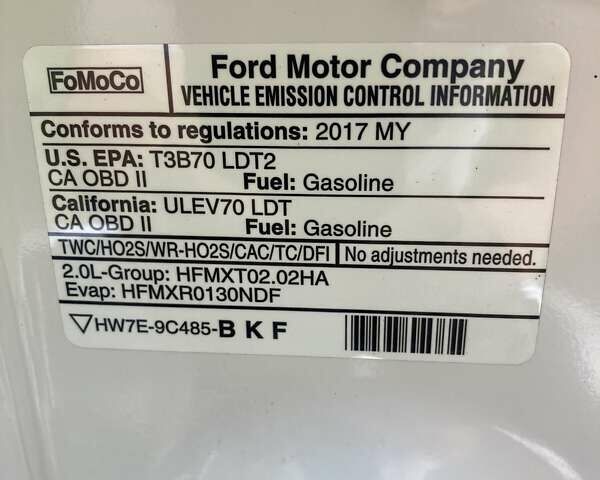 FoMoCo
Ford Motor Company
VEHICLE EMISSION CONTROL INFORMATION
Conforms to regulations: 2017 MY
U.S. EPA: T3B70 LDT2
CA OBD II Fuel: Gasoline
California: ULEV70 LDT
CA OBD II Fuel: Gasoline
TWC/HO2S/WR-HO2S/CAC/TC/DFI No adjustments needed.
2.0L-Group: HFMXT02.02HA
Evap: HFMXR0130NDF
▽HW7E-9C485-B K F